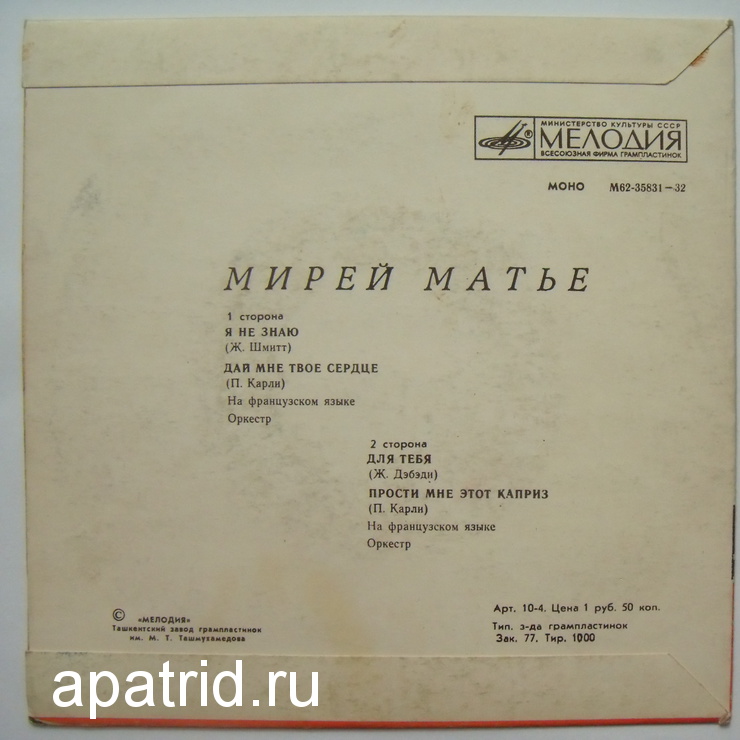 МИНИСТЕРСТВО КУЛЬТУРЫ СССР
® МЕЛОДИЯ
ВСЕСОЮЗНАЯ ФИРМА ГРАМПЛАСТИНОК
МОНО М62-35831-32
МИРЕЙ МАТЬЕ
1 сторона
Я НЕ ЗНАЮ
(Ж. Шмитт)
ДАЙ МНЕ ТВОЕ СЕРДЦЕ
(П. Карли)
На французском языке
Оркестр
2 сторона
ДЛЯ ТЕБЯ
(Ж. Дэбэди)
ПРОСТИ МНЕ ЭТОТ КАПРИЗ
(П. Карли)
На французском языке
Оркестр
© «МЕЛОДИЯ»
Ташкентский завод грампластинок
им. М. Т. Ташмухамедова
Арт. 10-4. Цена 1 руб. 50 коп.
Тип. з-да грампластинок
Зак. 77. Тир. 1000
apatrid.ru